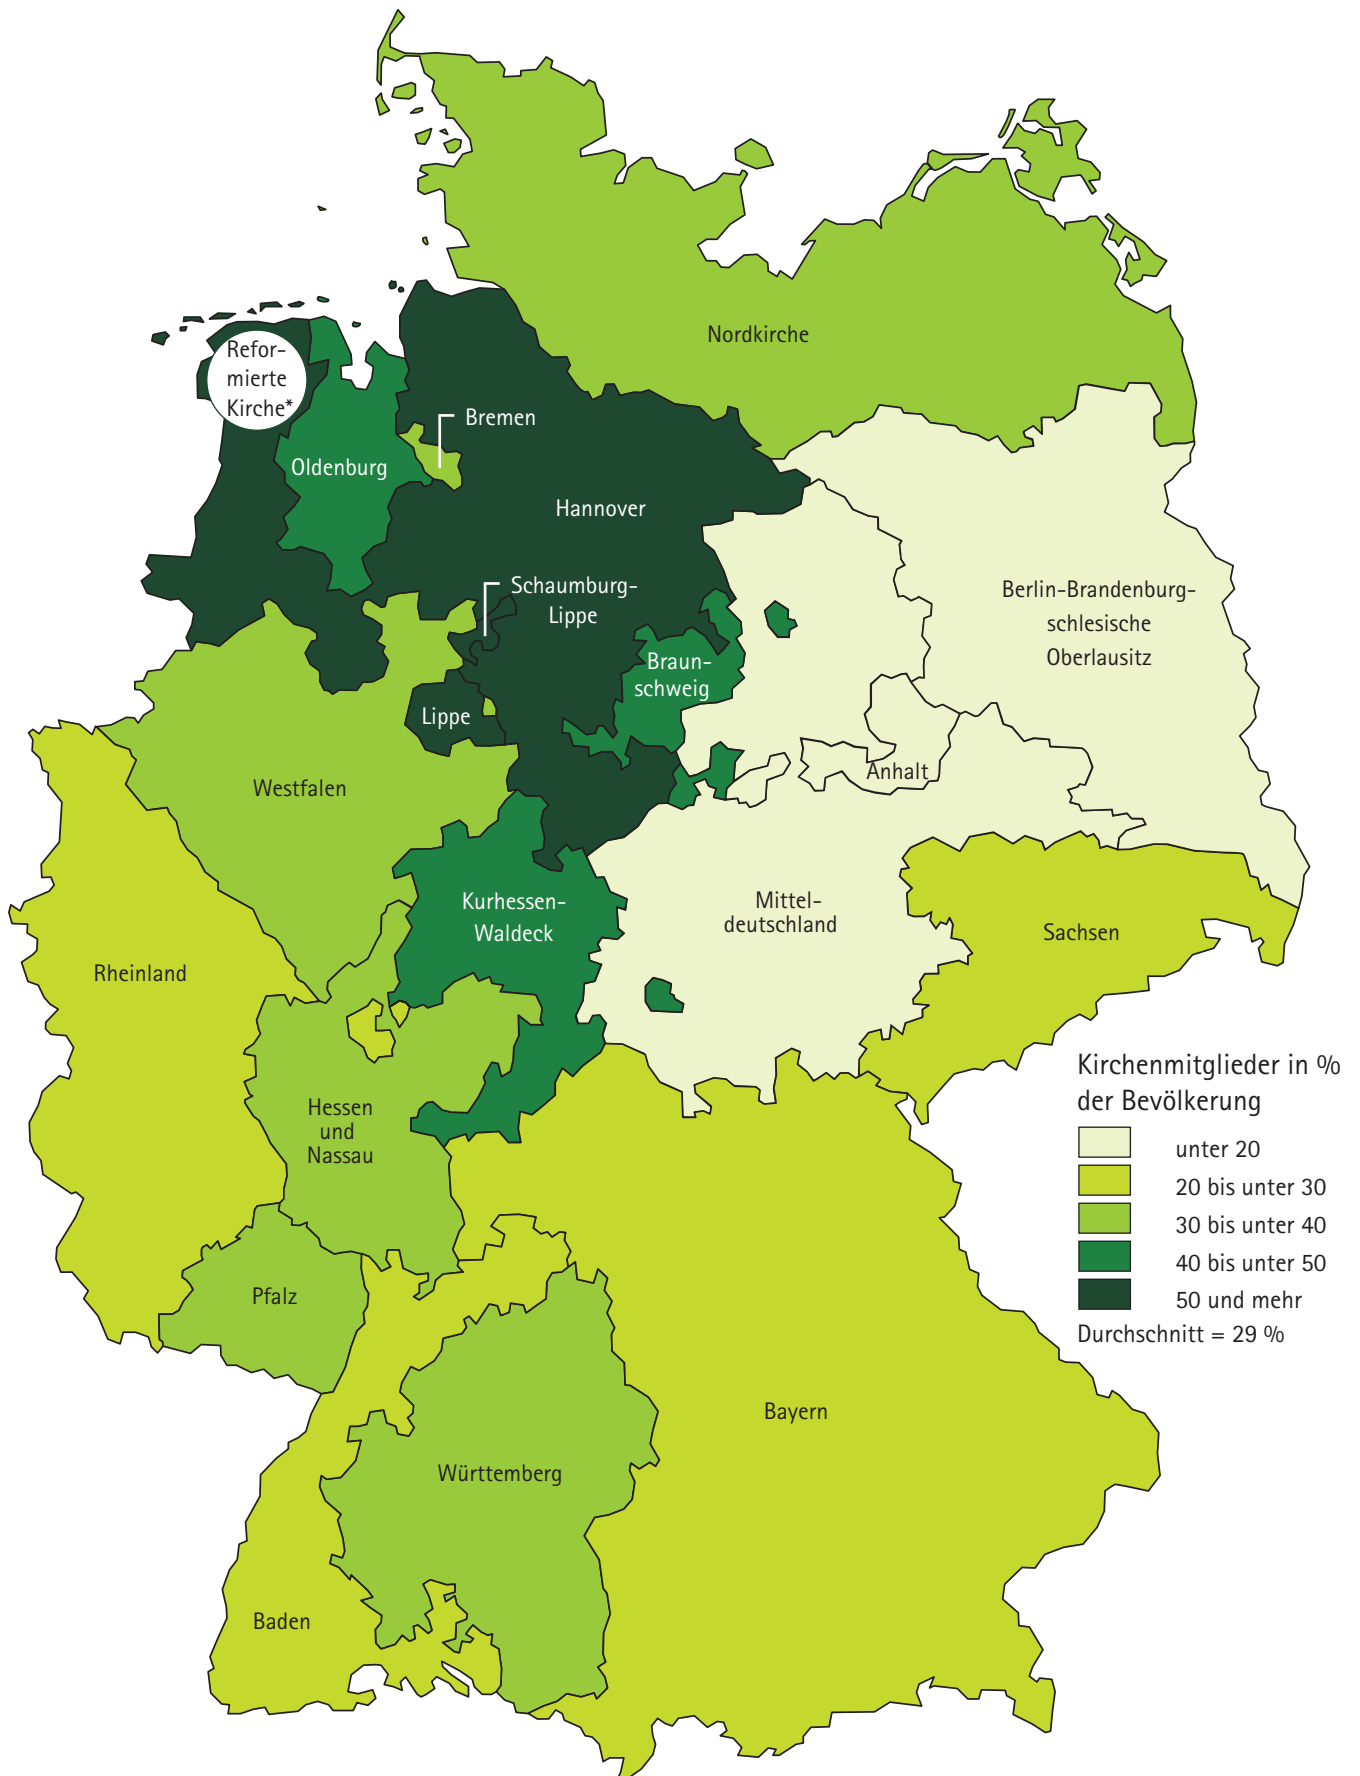 Nordkirche
Refor-
mierte
Kirche*
Bremen
Oldenburg
Hannover
Schaumburg-
Lippe
Berlin-Brandenburg-
schlesische
Oberlausitz
Braun-
schweig
Lippe
Anhalt
Westfalen
Kurhessen-
Waldeck
Mittel-
deutschland
Sachsen
Rheinland
Hessen
und
Nassau
Pfalz
Bayern
Württemberg
Baden
Kirchenmitglieder in %
der Bevölkerung
unter 20
20 bis unter 30
30 bis unter 40
40 bis unter 50
50 und mehr
Durchschnitt = 29 %